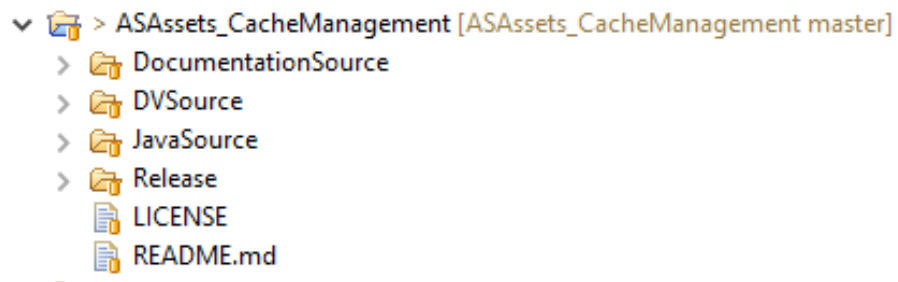 > ASAssets_CacheManagement [ASAssets_CacheManagement master]
DocumentationSource
DVSource
JavaSource
Release
LICENSE
README.md